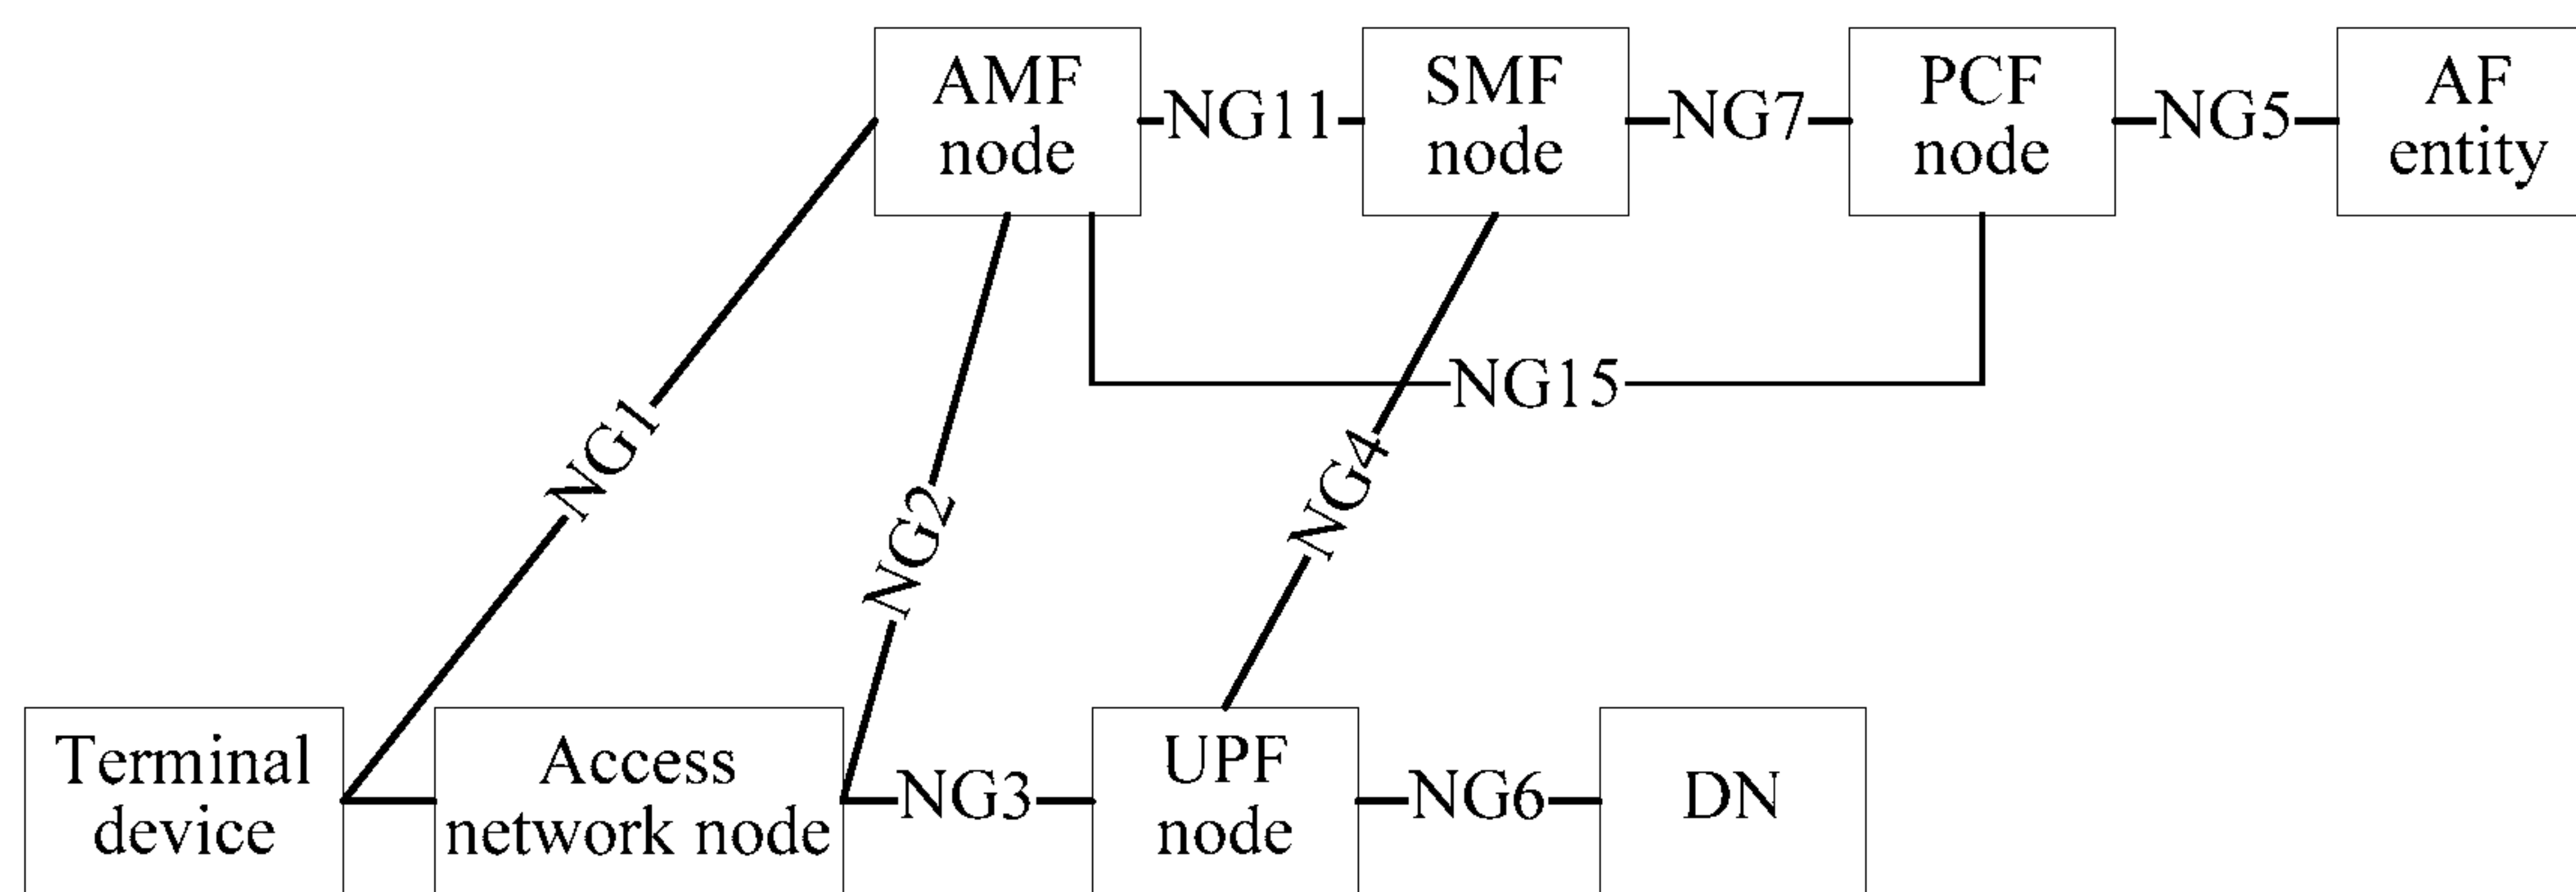 AMF
node
NG11
SMF
node
NG7
PCF
node
NG5
AF
entity
NG15
NG1
NG2
NG4
Terminal
device
Access
network node
NG3
UPF
node
NG6
DN